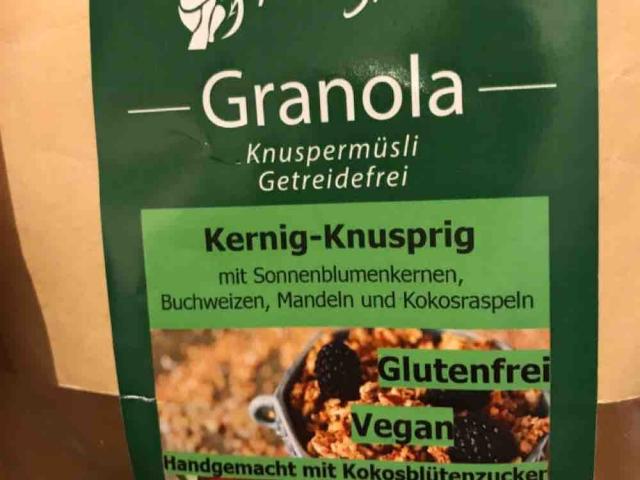 Granola
Knuspermüsli
Getreidefrei
Kernig-Knusprig
mit Sonnenblumenkernen,
Buchweizen, Mandeln und Kokosraspeln
Glutenfrei
Vegan
Handgemacht mit Kokosblütenzucker